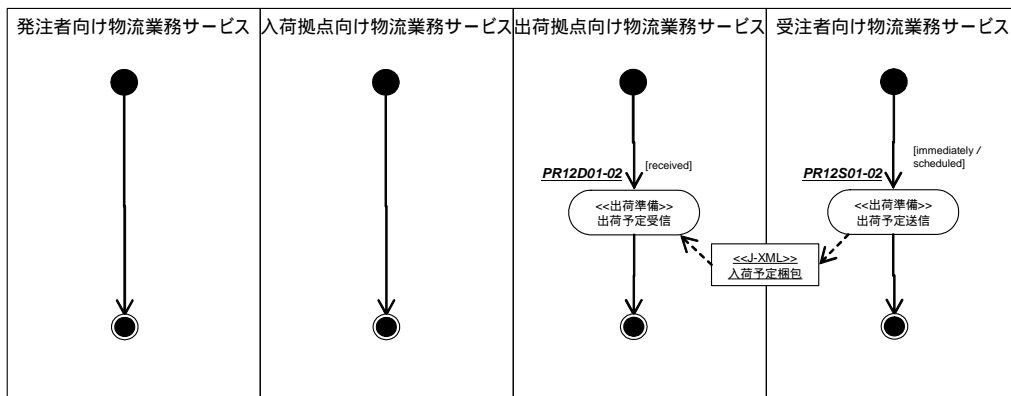 発注者向け物流業務サービス
入荷拠点向け物流業務サービス
出荷拠点向け物流業務サービス
受注者向け物流業務サービス
[received]
PR12D01-02
<<出荷準備>>
出荷予定受信
[immediately /
scheduled]
PR12S01-02
<<出荷準備>>
出荷予定送信
<<J-XML>>
入荷予定梱包